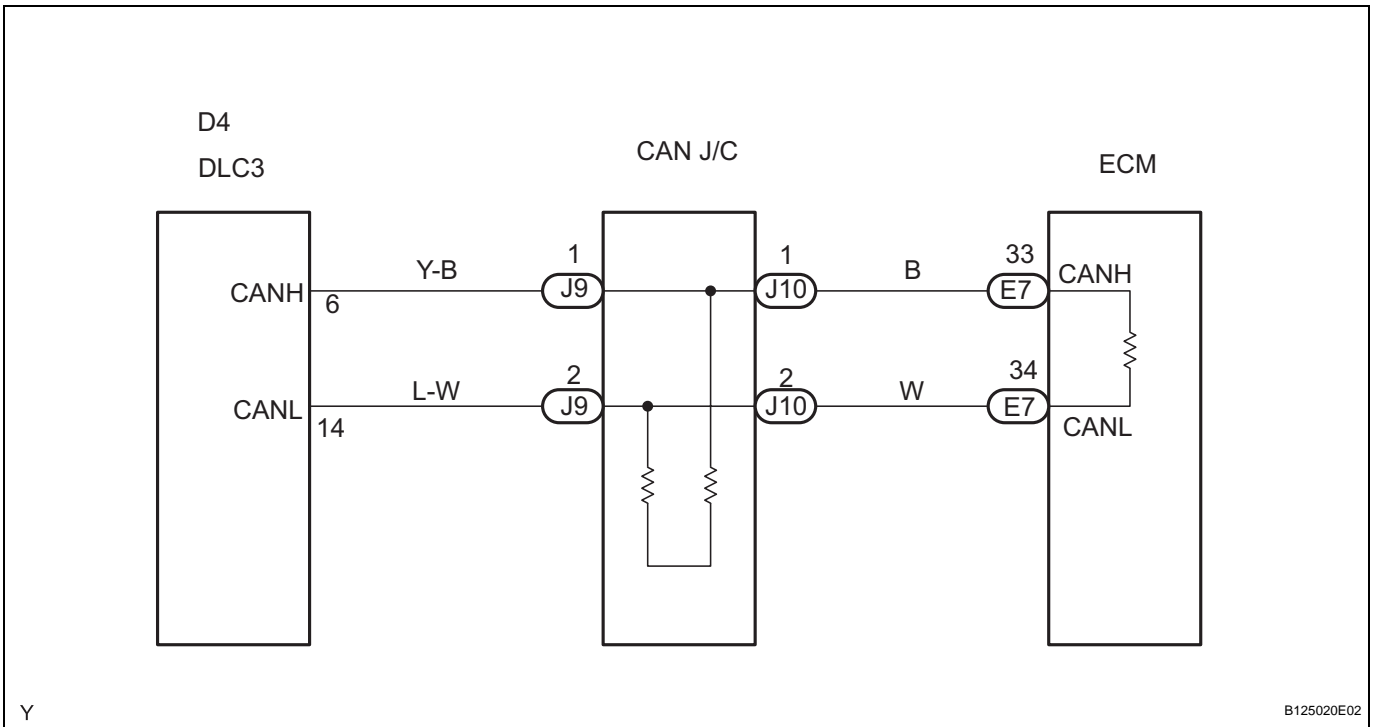 D4
DLC3
CAN J/C
ECM
CANH
6
Y-B
1
J9
1
J10
B
33
E7
CANH
CANL
14
L-W
2
J9
2
J10
W
34
E7
CANL
Y
B125020E02